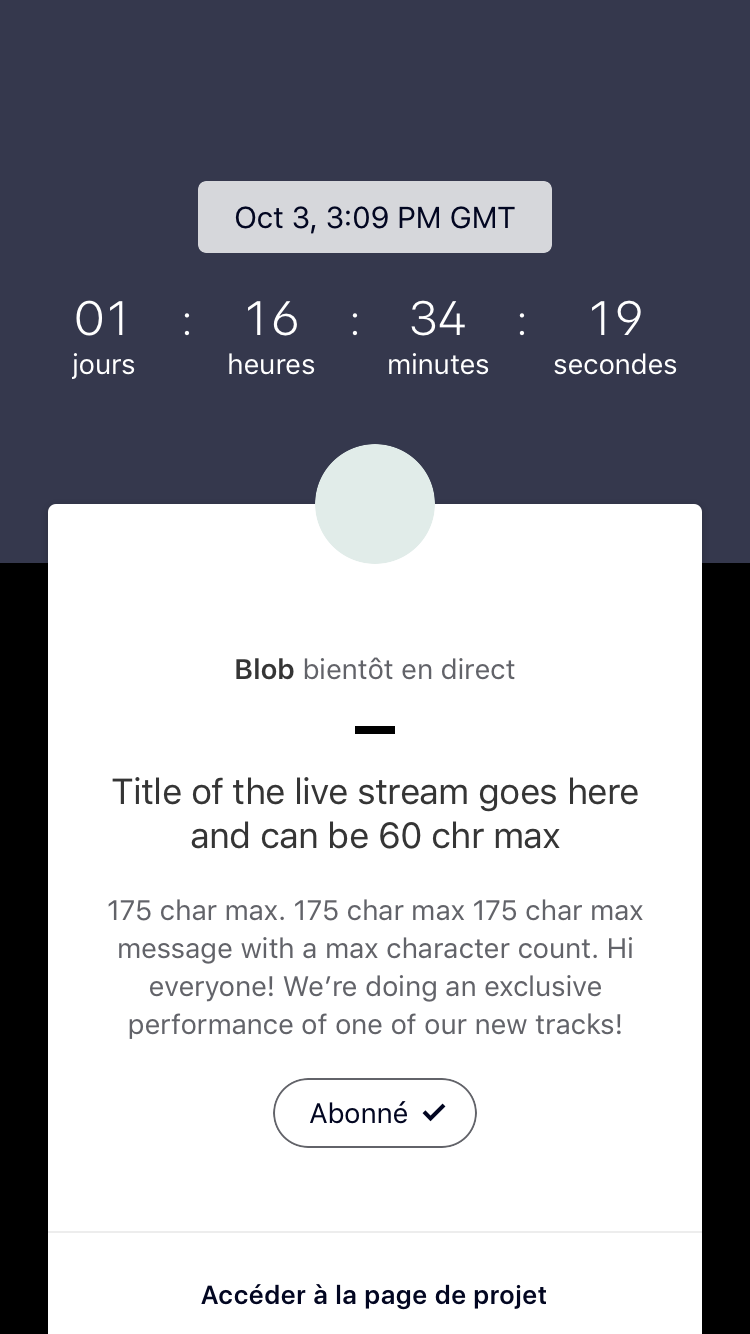 Oct 3, 3:09 PM GMT
01 : 16 : 34 : 19
jours heures minutes secondes
Blob bientôt en direct
Title of the live stream goes here
and can be 60 chr max
175 char max. 175 char max 175 char max
message with a max character count. Hi
everyone! We’re doing an exclusive
performance of one of our new tracks!
Abonné
Accéder à la page de projet